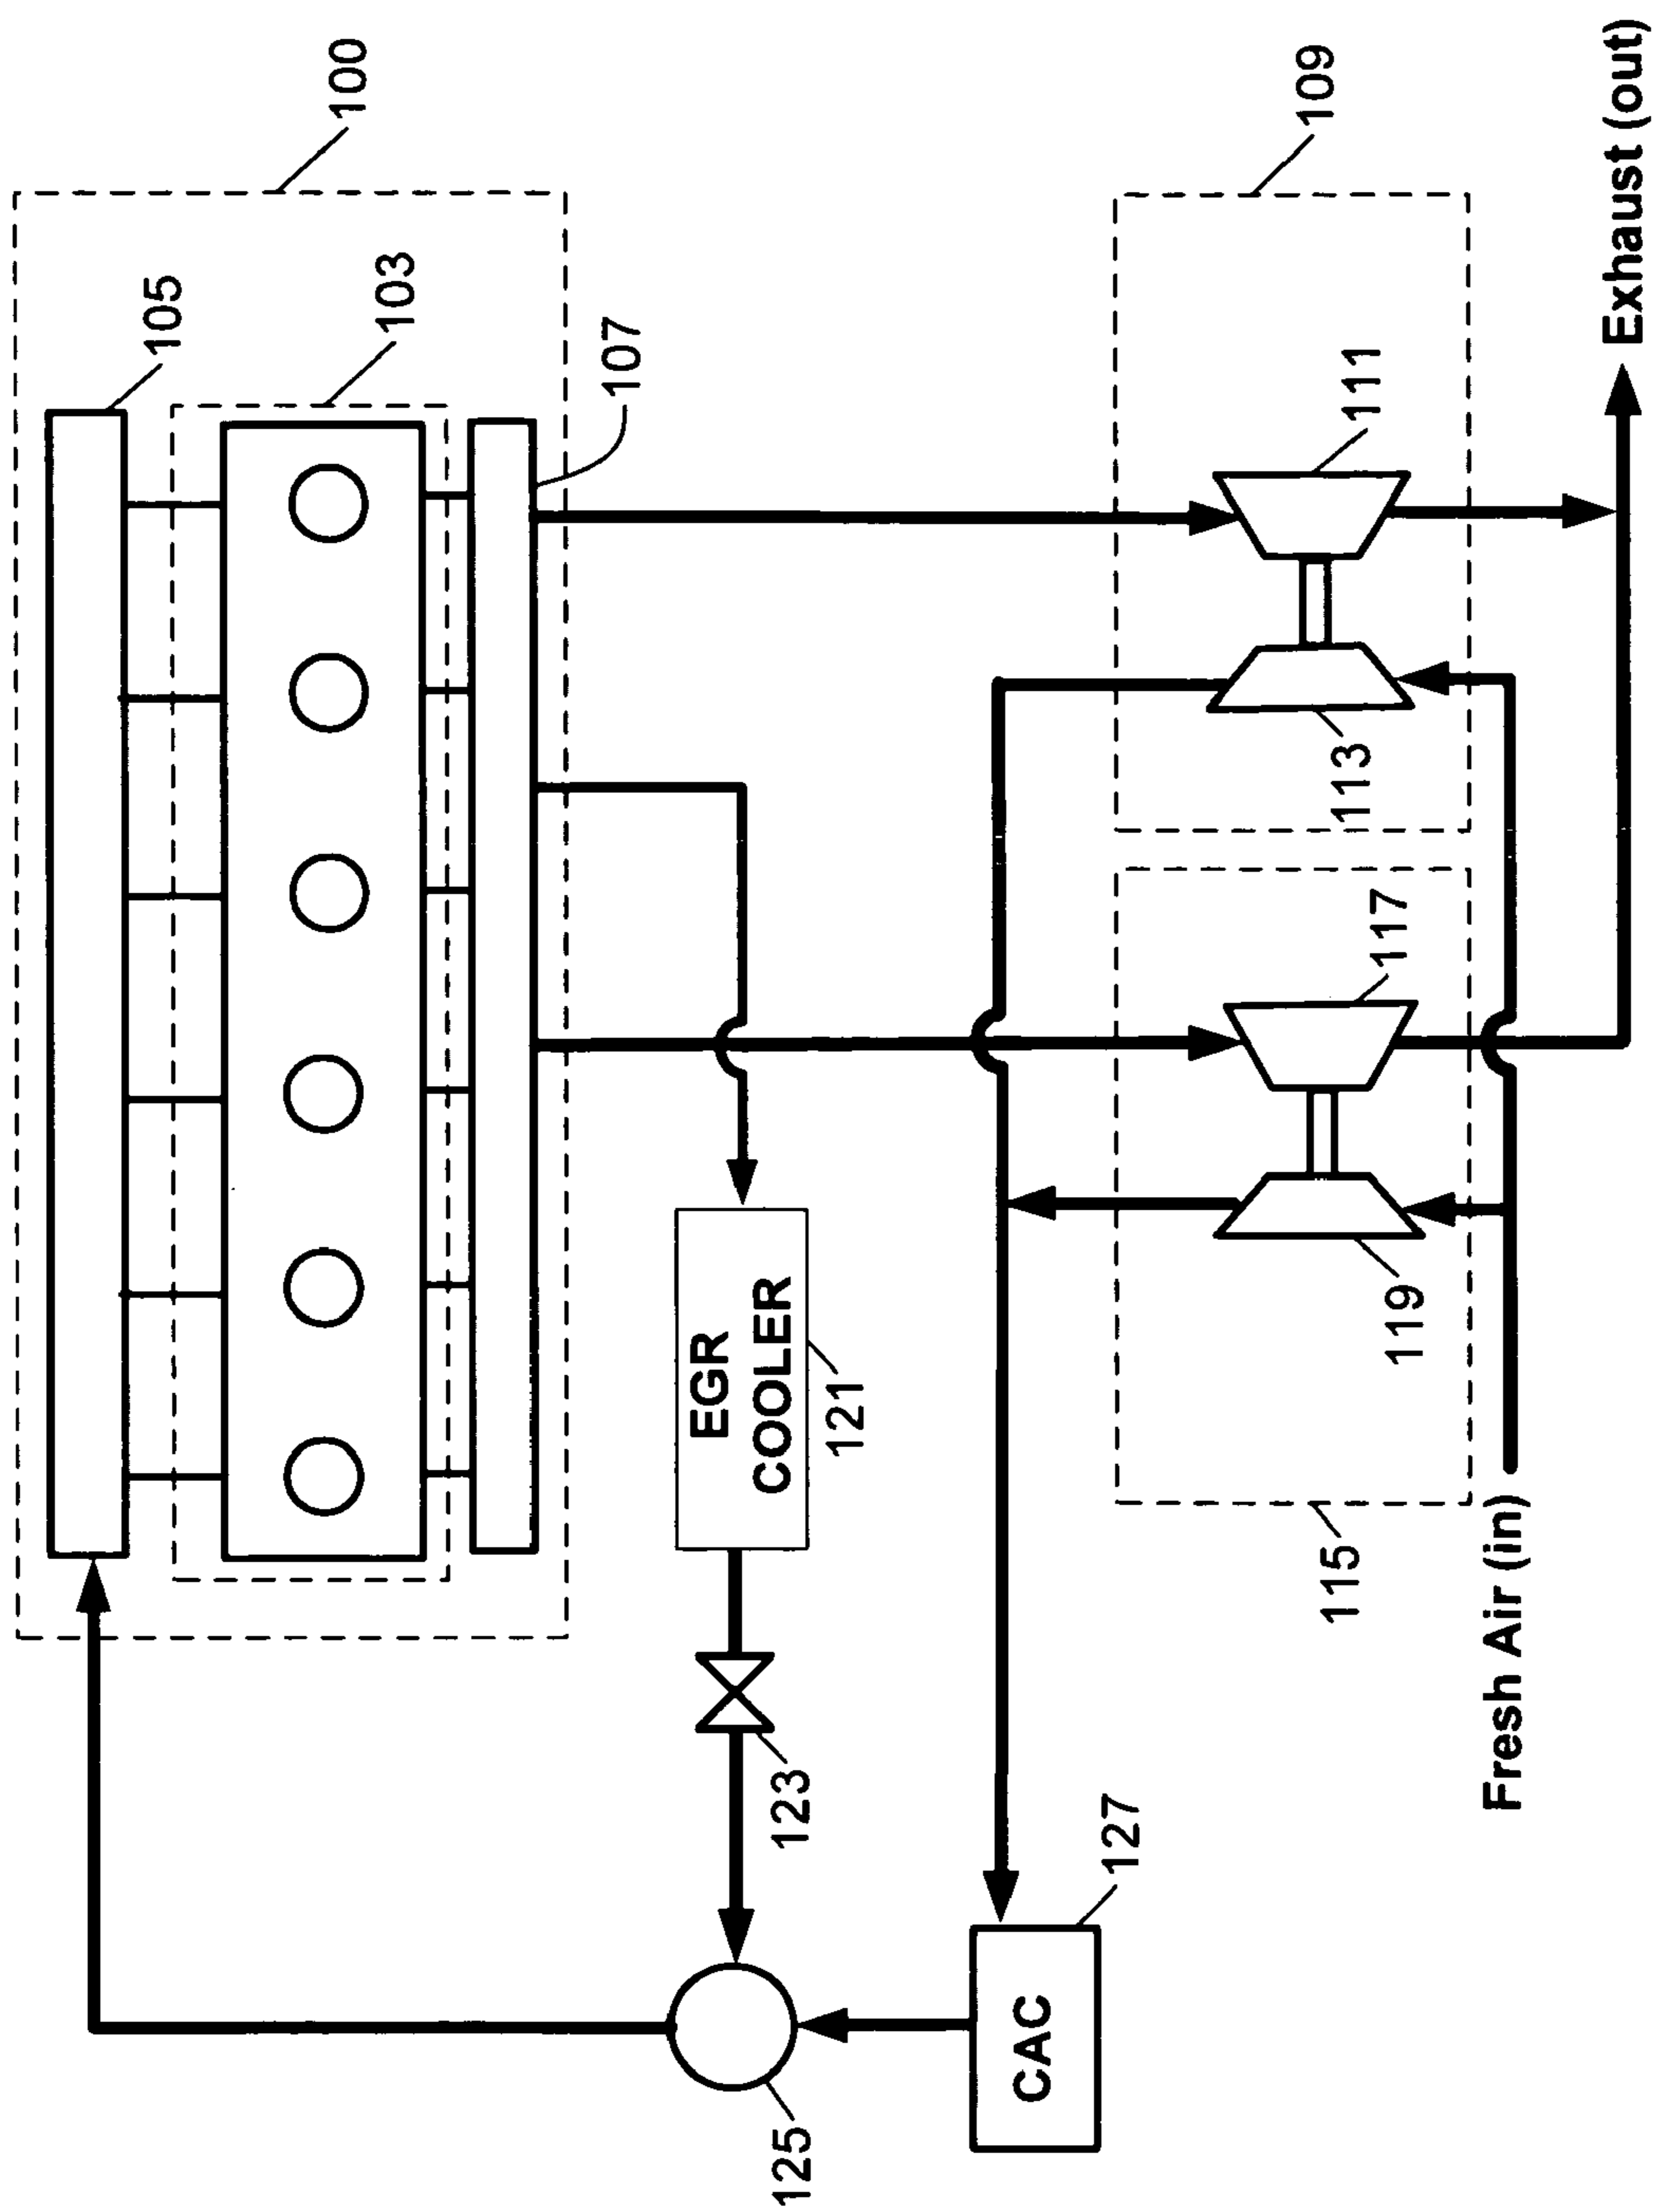 105
100
103
107
EGR
COOLER
125
123
121
CAC
127
109
115
113
111
119
117
Fresh Air (in)
Exhaust (out)